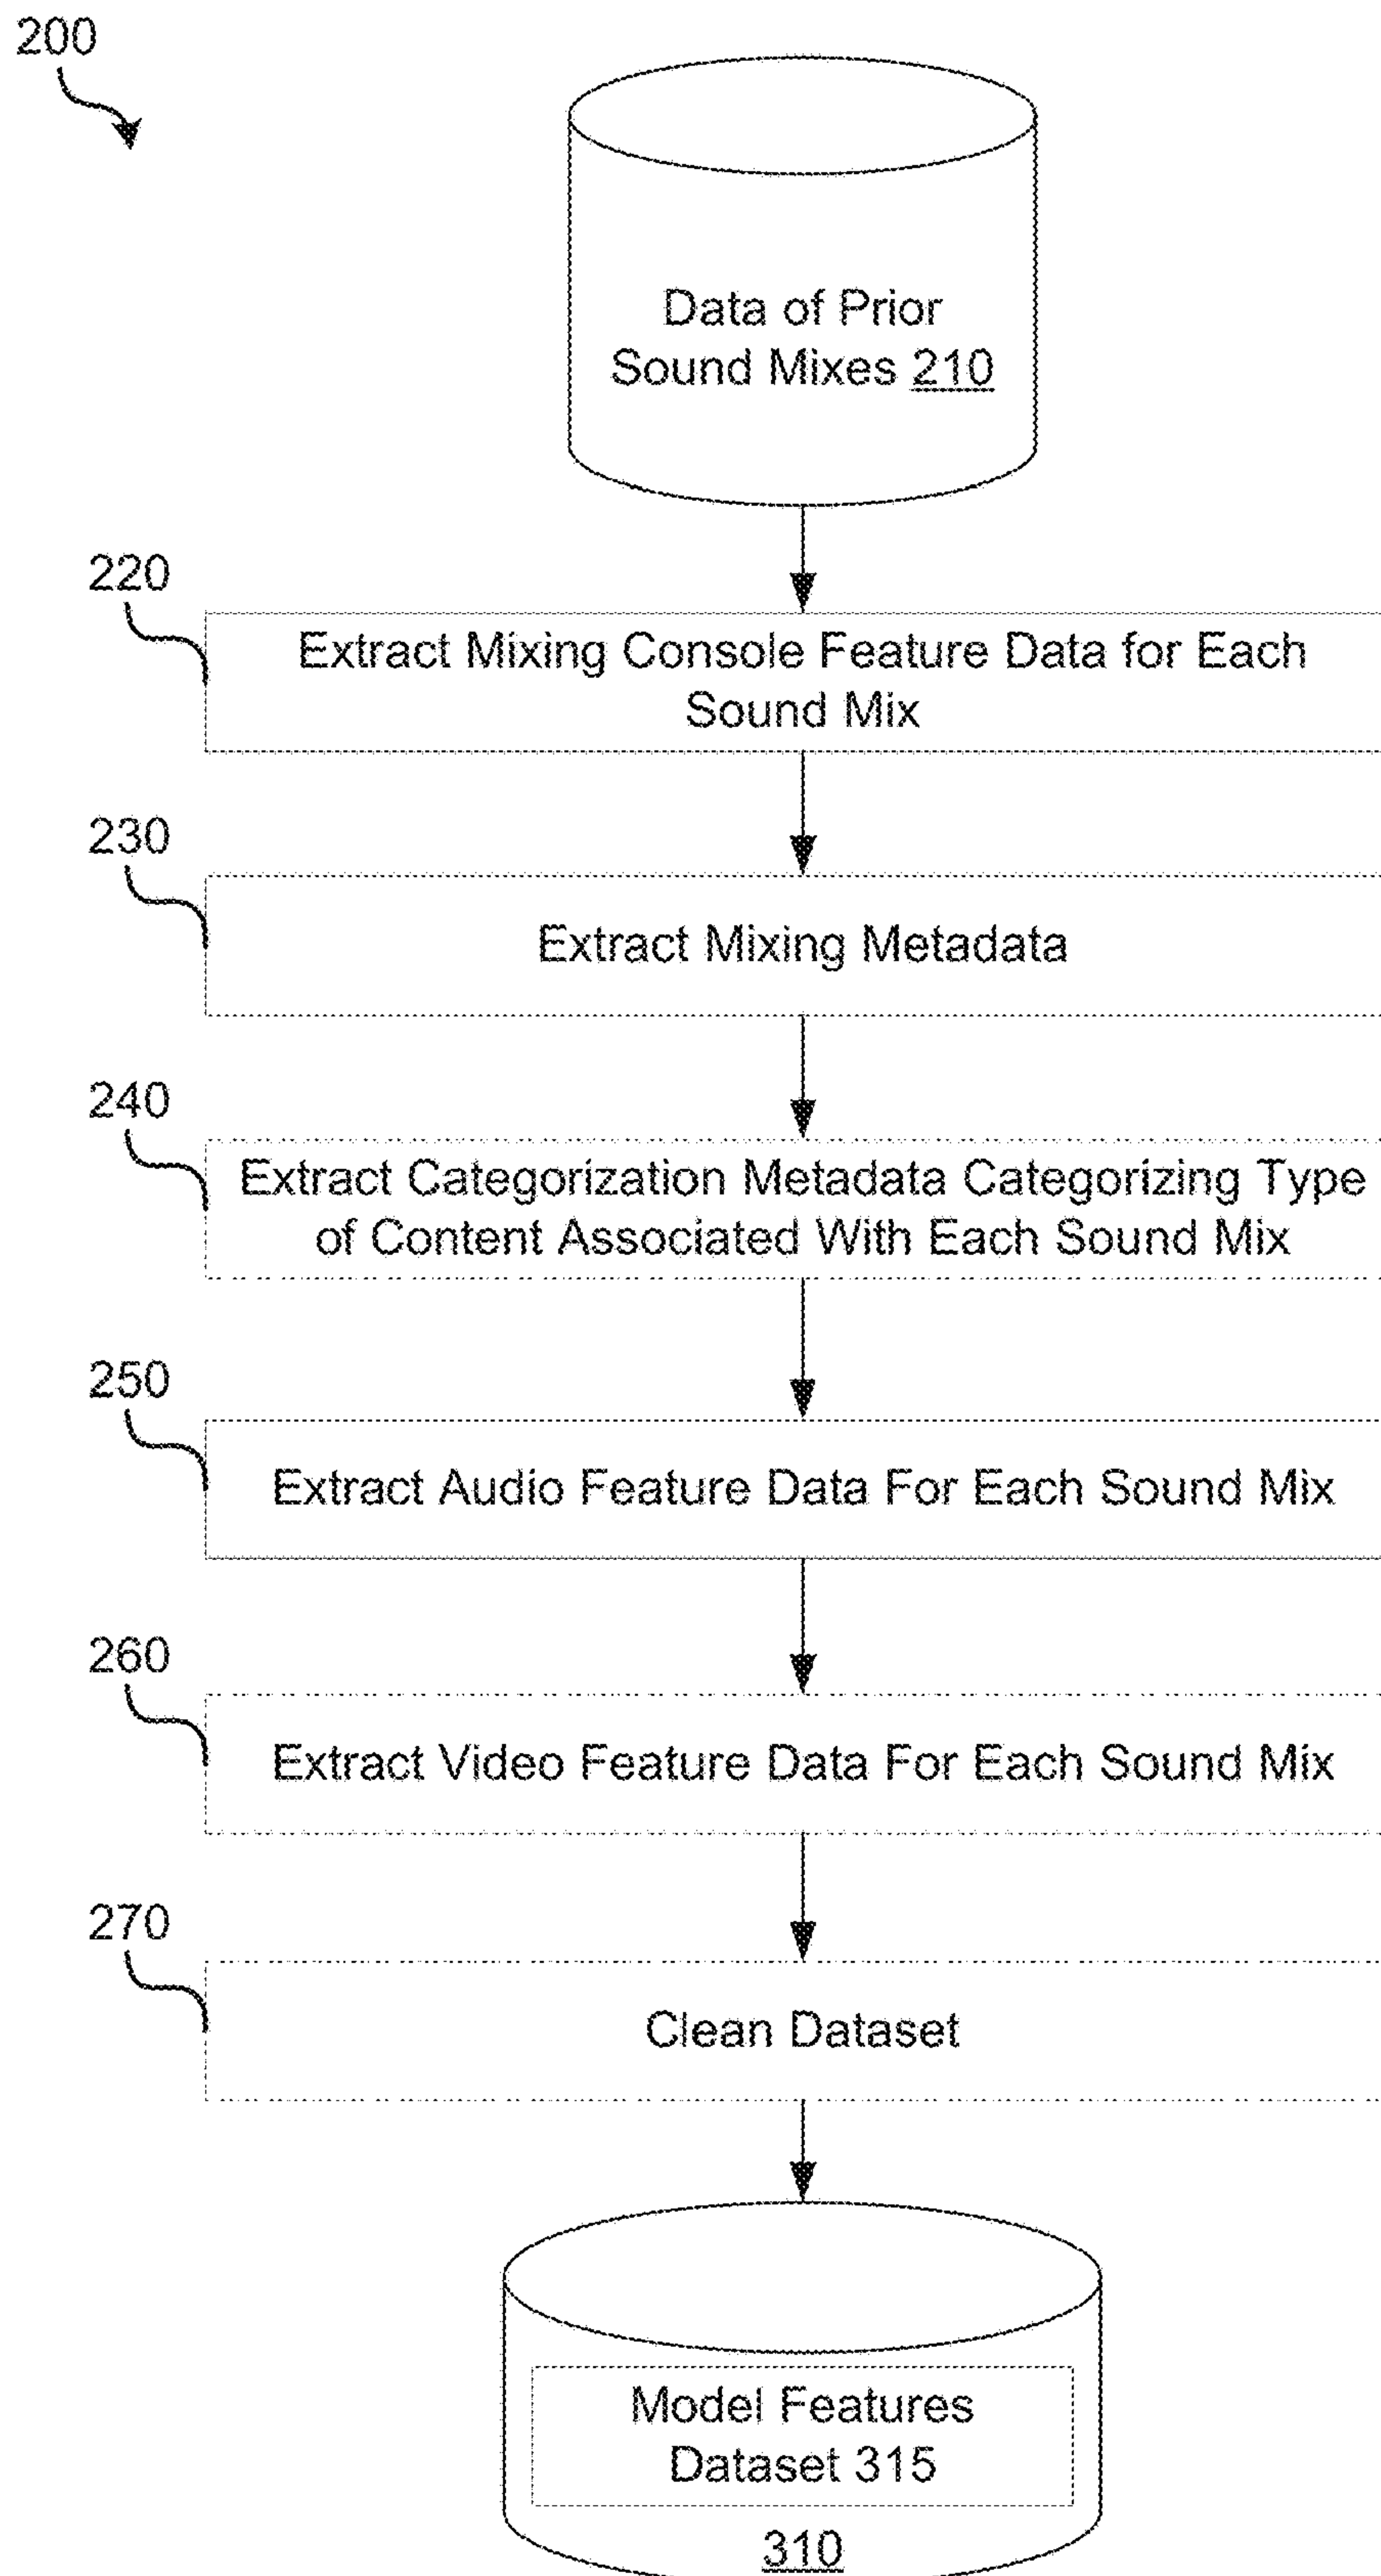 200
Data of Prior
Sound Mixes 210
220
Extract Mixing Console Feature Data for Each
Sound Mix
230
Extract Mixing Metadata
240
Extract Categorization Metadata Categorizing Type
of Content Associated With Each Sound Mix
250
Extract Audio Feature Data For Each Sound Mix
260
Extract Video Feature Data For Each Sound Mix
270
Clean Dataset
Model Features
Dataset 315
310